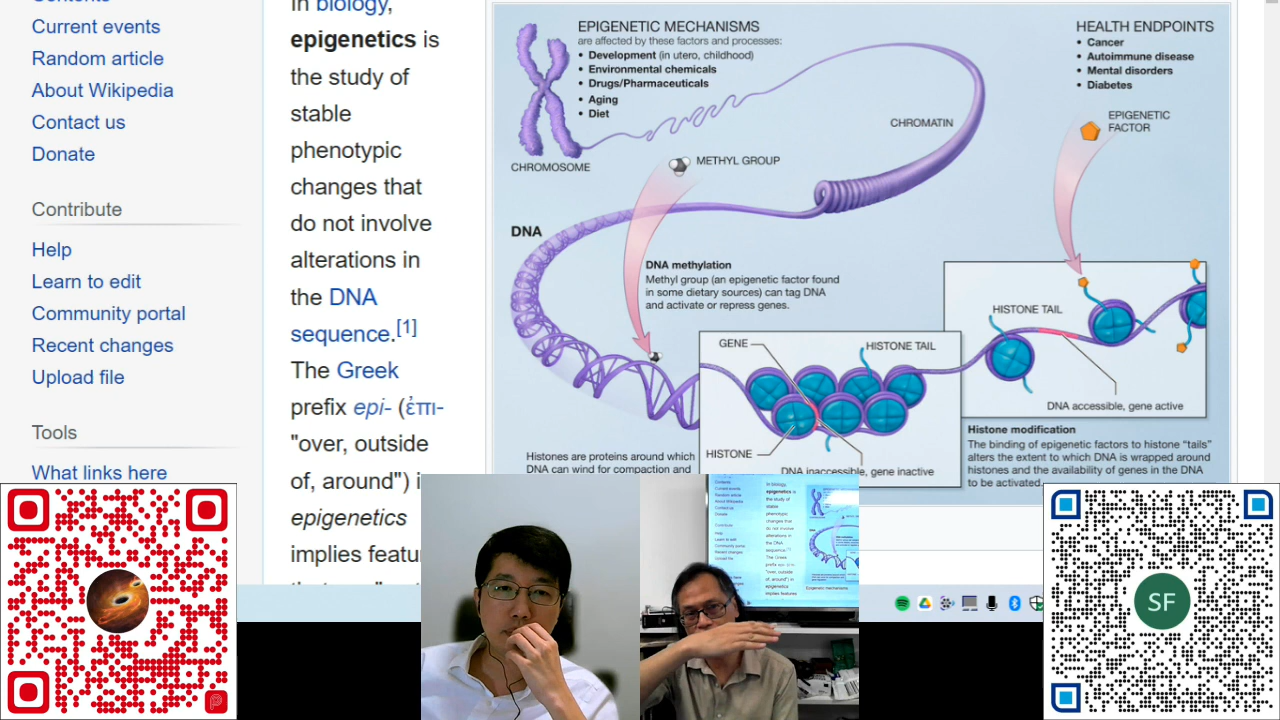 Current events
Random article
About Wikipedia
Contact us
Donate
Contribute
Help
Learn to edit
Community portal
Recent changes
Upload file
Tools
What links here
In biology,
epigenetics is
the study of
stable
phenotypic
changes that
do not involve
alterations in
the DNA
sequence.[1]
The Greek
prefix epi- (ἐπι-
"over, outside
of, around")
epigenetics
implies
EPIGENETIC MECHANISMS
are affected by these factors and processes:
• Development (in utero, childhood)
• Environmental chemicals
• Drugs/Pharmaceuticals
• Aging
• Diet
HEALTH ENDPOINTS
• Cancer
• Autoimmune disease
• Mental disorders
• Diabetes
CHROMOSOME
METHYL GROUP
CHROMATIN
EPIGENETIC
FACTOR
DNA
DNA methylation
Methyl group (an epigenetic factor found
in some dietary sources) can tag DNA
and activate or repress genes.
GENE
HISTONE TAIL
HISTONE
DNA inaccessible, gene inactive
HISTONE TAIL
DNA accessible, gene active
Histones are proteins around which
DNA can wind for compaction and
Histone modification
The binding of epigenetic factors to histone "tails"
alters the extent to which DNA is wrapped around
histones and the availability of genes in the DNA
to be activated.
SF